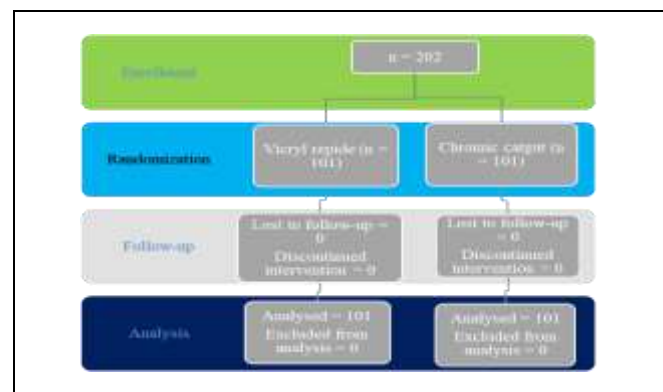 Enrollment
n = 202
Randomization
Vicryl rapide (n =
101)
Chromic catgut (n
= 101)
Follow-up
Lost to follow-up =
0
Discontinued
intervention = 0
Lost to follow-up
= 0
Discontinued
intervention = 0
Analysis
Analysed = 101
Excluded from
analysis = 0
Analysed = 101
Excluded from
analysis = 0